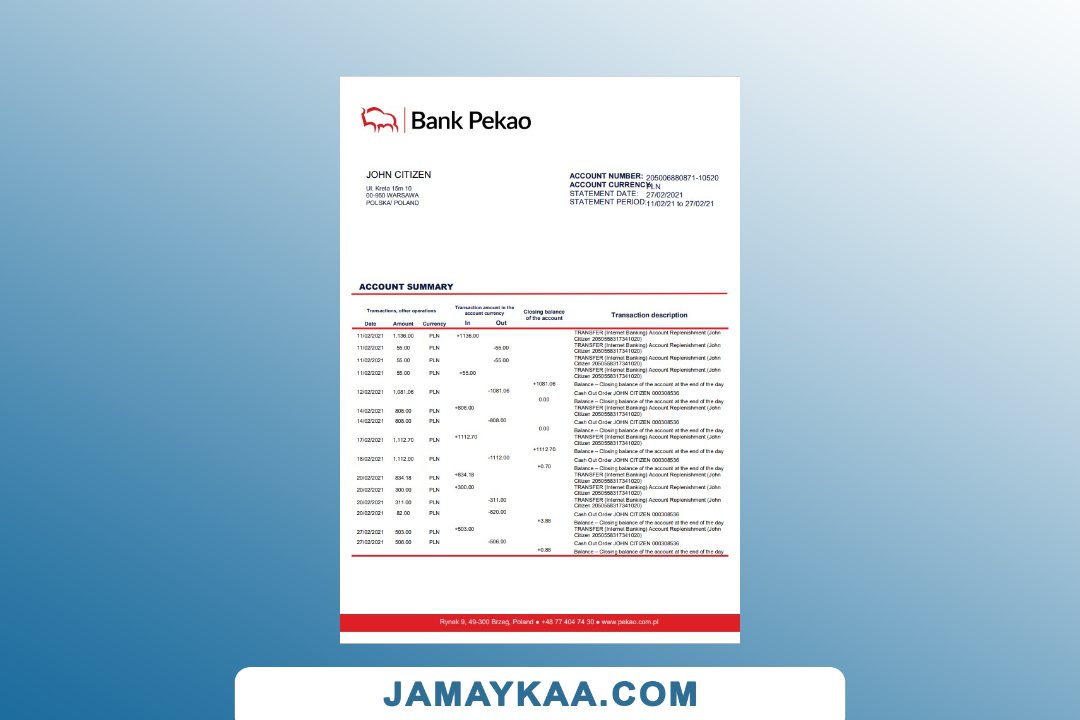 Bank Pekao
JOHN CITIZEN
Ul. Kreta 15m 10
00-950 WARSAWA
POLSKA/ POLAND
ACCOUNT NUMBER: 205006880871-10520
ACCOUNT CURRENCY: PLN
STATEMENT DATE: 27/02/2021
STATEMENT PERIOD: 11/02/21 to 27/02/21
ACCOUNT SUMMARY
Transactions, other operations
Transaction amount in the account currency
Closing balance of the account
Transaction description
Date Amount Currency In Out
11/02/2021 1,136.00 PLN +1136.00 TRANSFER (Internet Banking) Account Replenishment (John
Citizen 2050558317341020)
11/02/2021 55.00 PLN -55.00 TRANSFER (Internet Banking) Account Replenishment (John
Citizen 2050558317341020)
11/02/2021 55.00 PLN -55.00 TRANSFER (Internet Banking) Account Replenishment (John
Citizen 2050558317341020)
11/02/2021 55.00 PLN +55.00 TRANSFER (Internet Banking) Account Replenishment (John
Citizen 2050558317341020)
+1081.06 Balance – Closing balance of the account at the end of the day
12/02/2021 1,081.06 PLN -1081.06 Cash Out Order JOHN CITIZEN 000308536
0.00 Balance – Closing balance of the account at the end of the day
14/02/2021 808.00 PLN +808.00 TRANSFER (Internet Banking) Account Replenishment (John
Citizen 2050558317341020)
14/02/2021 808.00 PLN -808.00 Cash Out Order JOHN CITIZEN 000308536
0.00 Balance – Closing balance of the account at the end of the day
17/02/2021 1,112.70 PLN +1112.70 TRANSFER (Internet Banking) Account Replenishment (John
Citizen 2050558317341020)
+1112.70 Balance – Closing balance of the account at the end of the day
18/02/2021 1,112.00 PLN -1112.00 Cash Out Order JOHN CITIZEN 000308536
+0.70 Balance – Closing balance of the account at the end of the day
20/02/2021 834.18 PLN +834.18 TRANSFER (Internet Banking) Account Replenishment (John
Citizen 2050558317341020)
20/02/2021 300.00 PLN +300.00 TRANSFER (Internet Banking) Account Replenishment (John
Citizen 2050558317341020)
20/02/2021 311.00 PLN -311.00 TRANSFER (Internet Banking) Account Replenishment (John
Citizen 2050558317341020)
20/02/2021 82.00 PLN -820.00 Cash Out Order JOHN CITIZEN 000308536
+3.88 Balance – Closing balance of the account at the end of the day
27/02/2021 503.00 PLN +503.00 TRANSFER (Internet Banking) Account Replenishment (John
Citizen 2050558317341020)
27/02/2021 506.00 PLN -506.00 Cash Out Order JOHN CITIZEN 000308536
+0.88 Balance – Closing balance of the account at the end of the day
Rynek 9, 49-300 Brzeg, Poland ● +48 77 404 74 30 ● www.pekao.com.pl
JAMAYKAA.COM